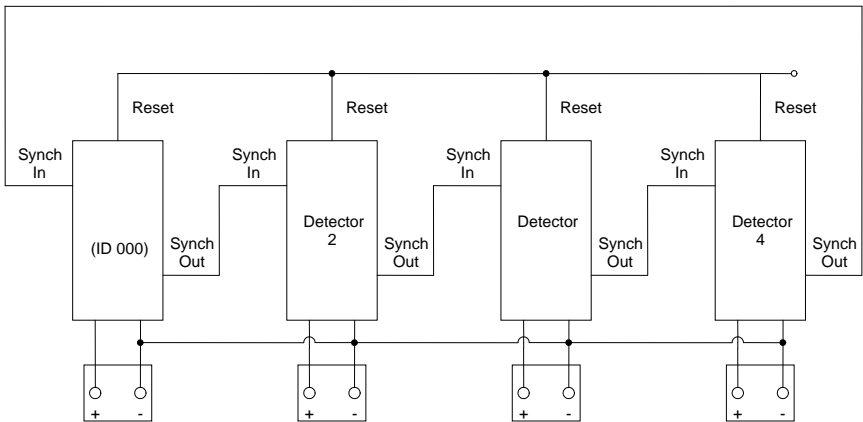 Reset
Reset
Reset
Reset
Synch
In
Synch
In
Synch
In
Synch
In
(ID 000)
Detector
2
Detector
Detector
4
Synch
Out
Synch
Out
Synch
Out
Synch
Out
+ -
+ -
+ -
+ -